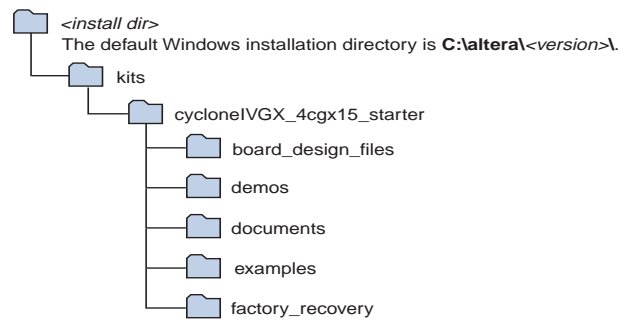 <install dir>
The default Windows installation directory is C:\altera\<version>\.
kits
cycloneIVGX_4cgx15_starter
board_design_files
demos
documents
examples
factory_recovery